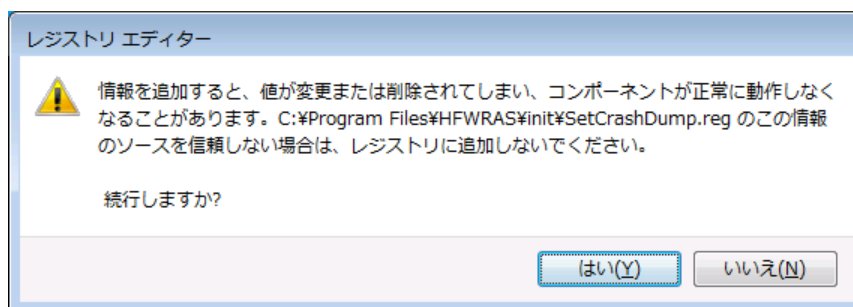 レジストリ エディター
情報を追加すると、値が変更または削除されてしまい、コンポーネントが正常に動作しなく
なることがあります。C:¥Program Files¥HFWRAS¥init¥SetCrashDump.reg のこの情報
のソースを信頼しない場合は、レジストリに追加しないでください。
続行しますか?
はい(Y) いいえ(N)